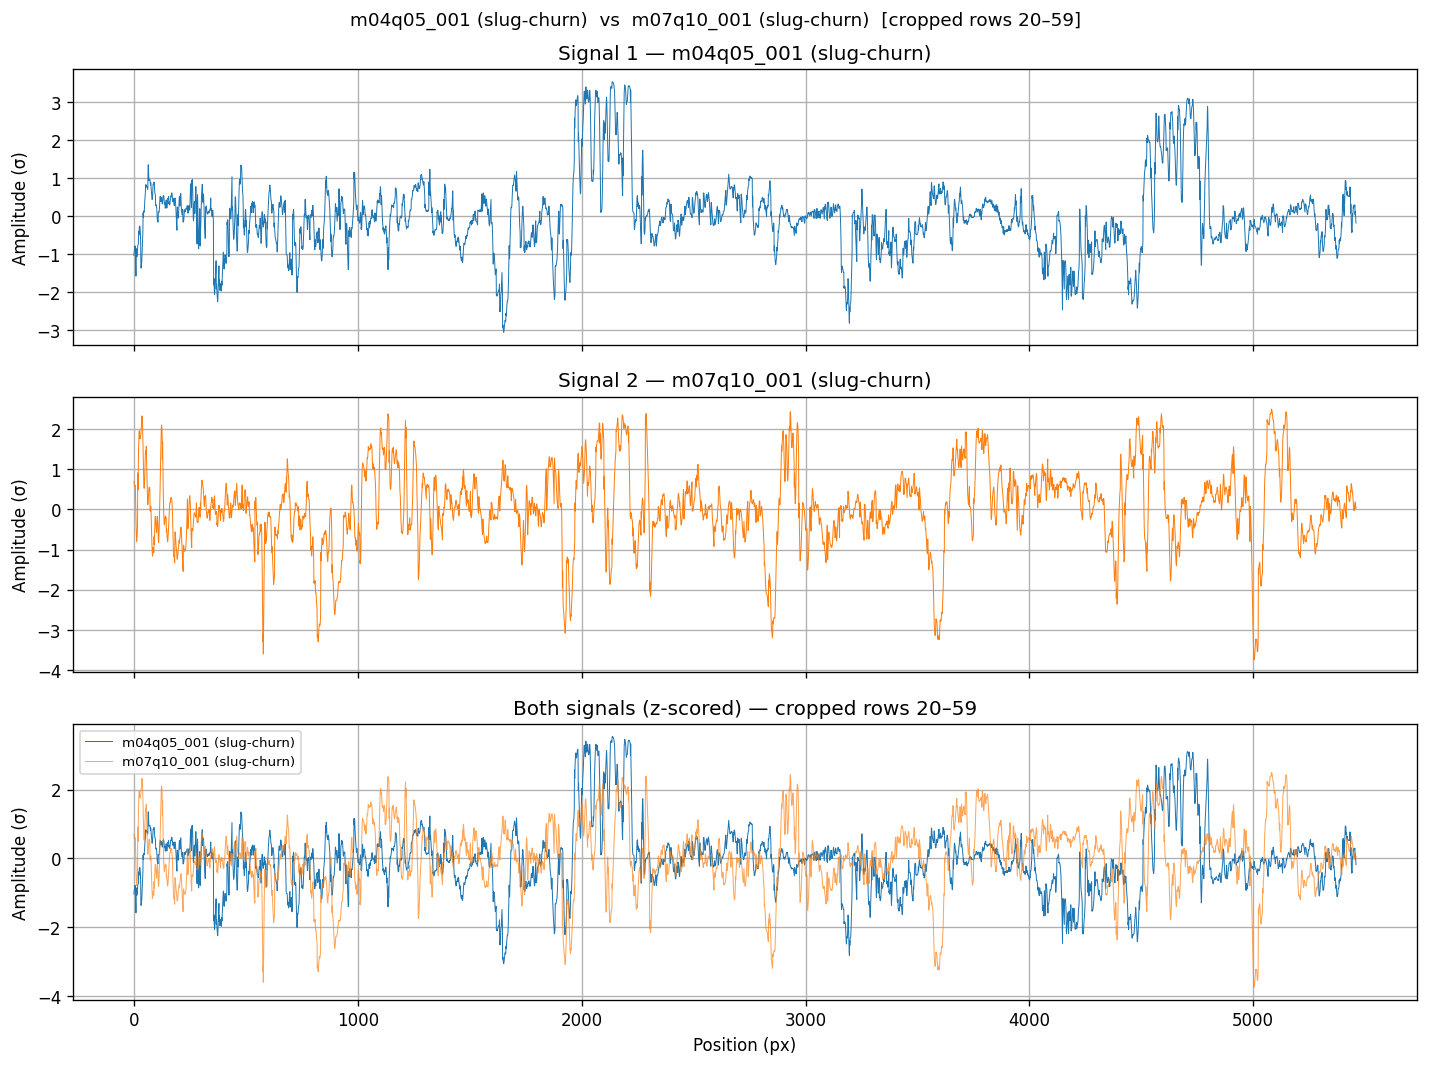 m04q05_001 (slug-churn)  vs  m07q10_001 (slug-churn)  [cropped rows 20–59]
Signal 1 — m04q05_001 (slug-churn)
Amplitude (σ)
3
2
1
0
−1
−2
−3
Signal 2 — m07q10_001 (slug-churn)
Amplitude (σ)
2
1
0
−1
−2
−3
−4
Both signals (z-scored) — cropped rows 20–59
m04q05_001 (slug-churn)
m07q10_001 (slug-churn)
Amplitude (σ)
2
0
−2
−4
0 1000 2000 3000 4000 5000
Position (px)